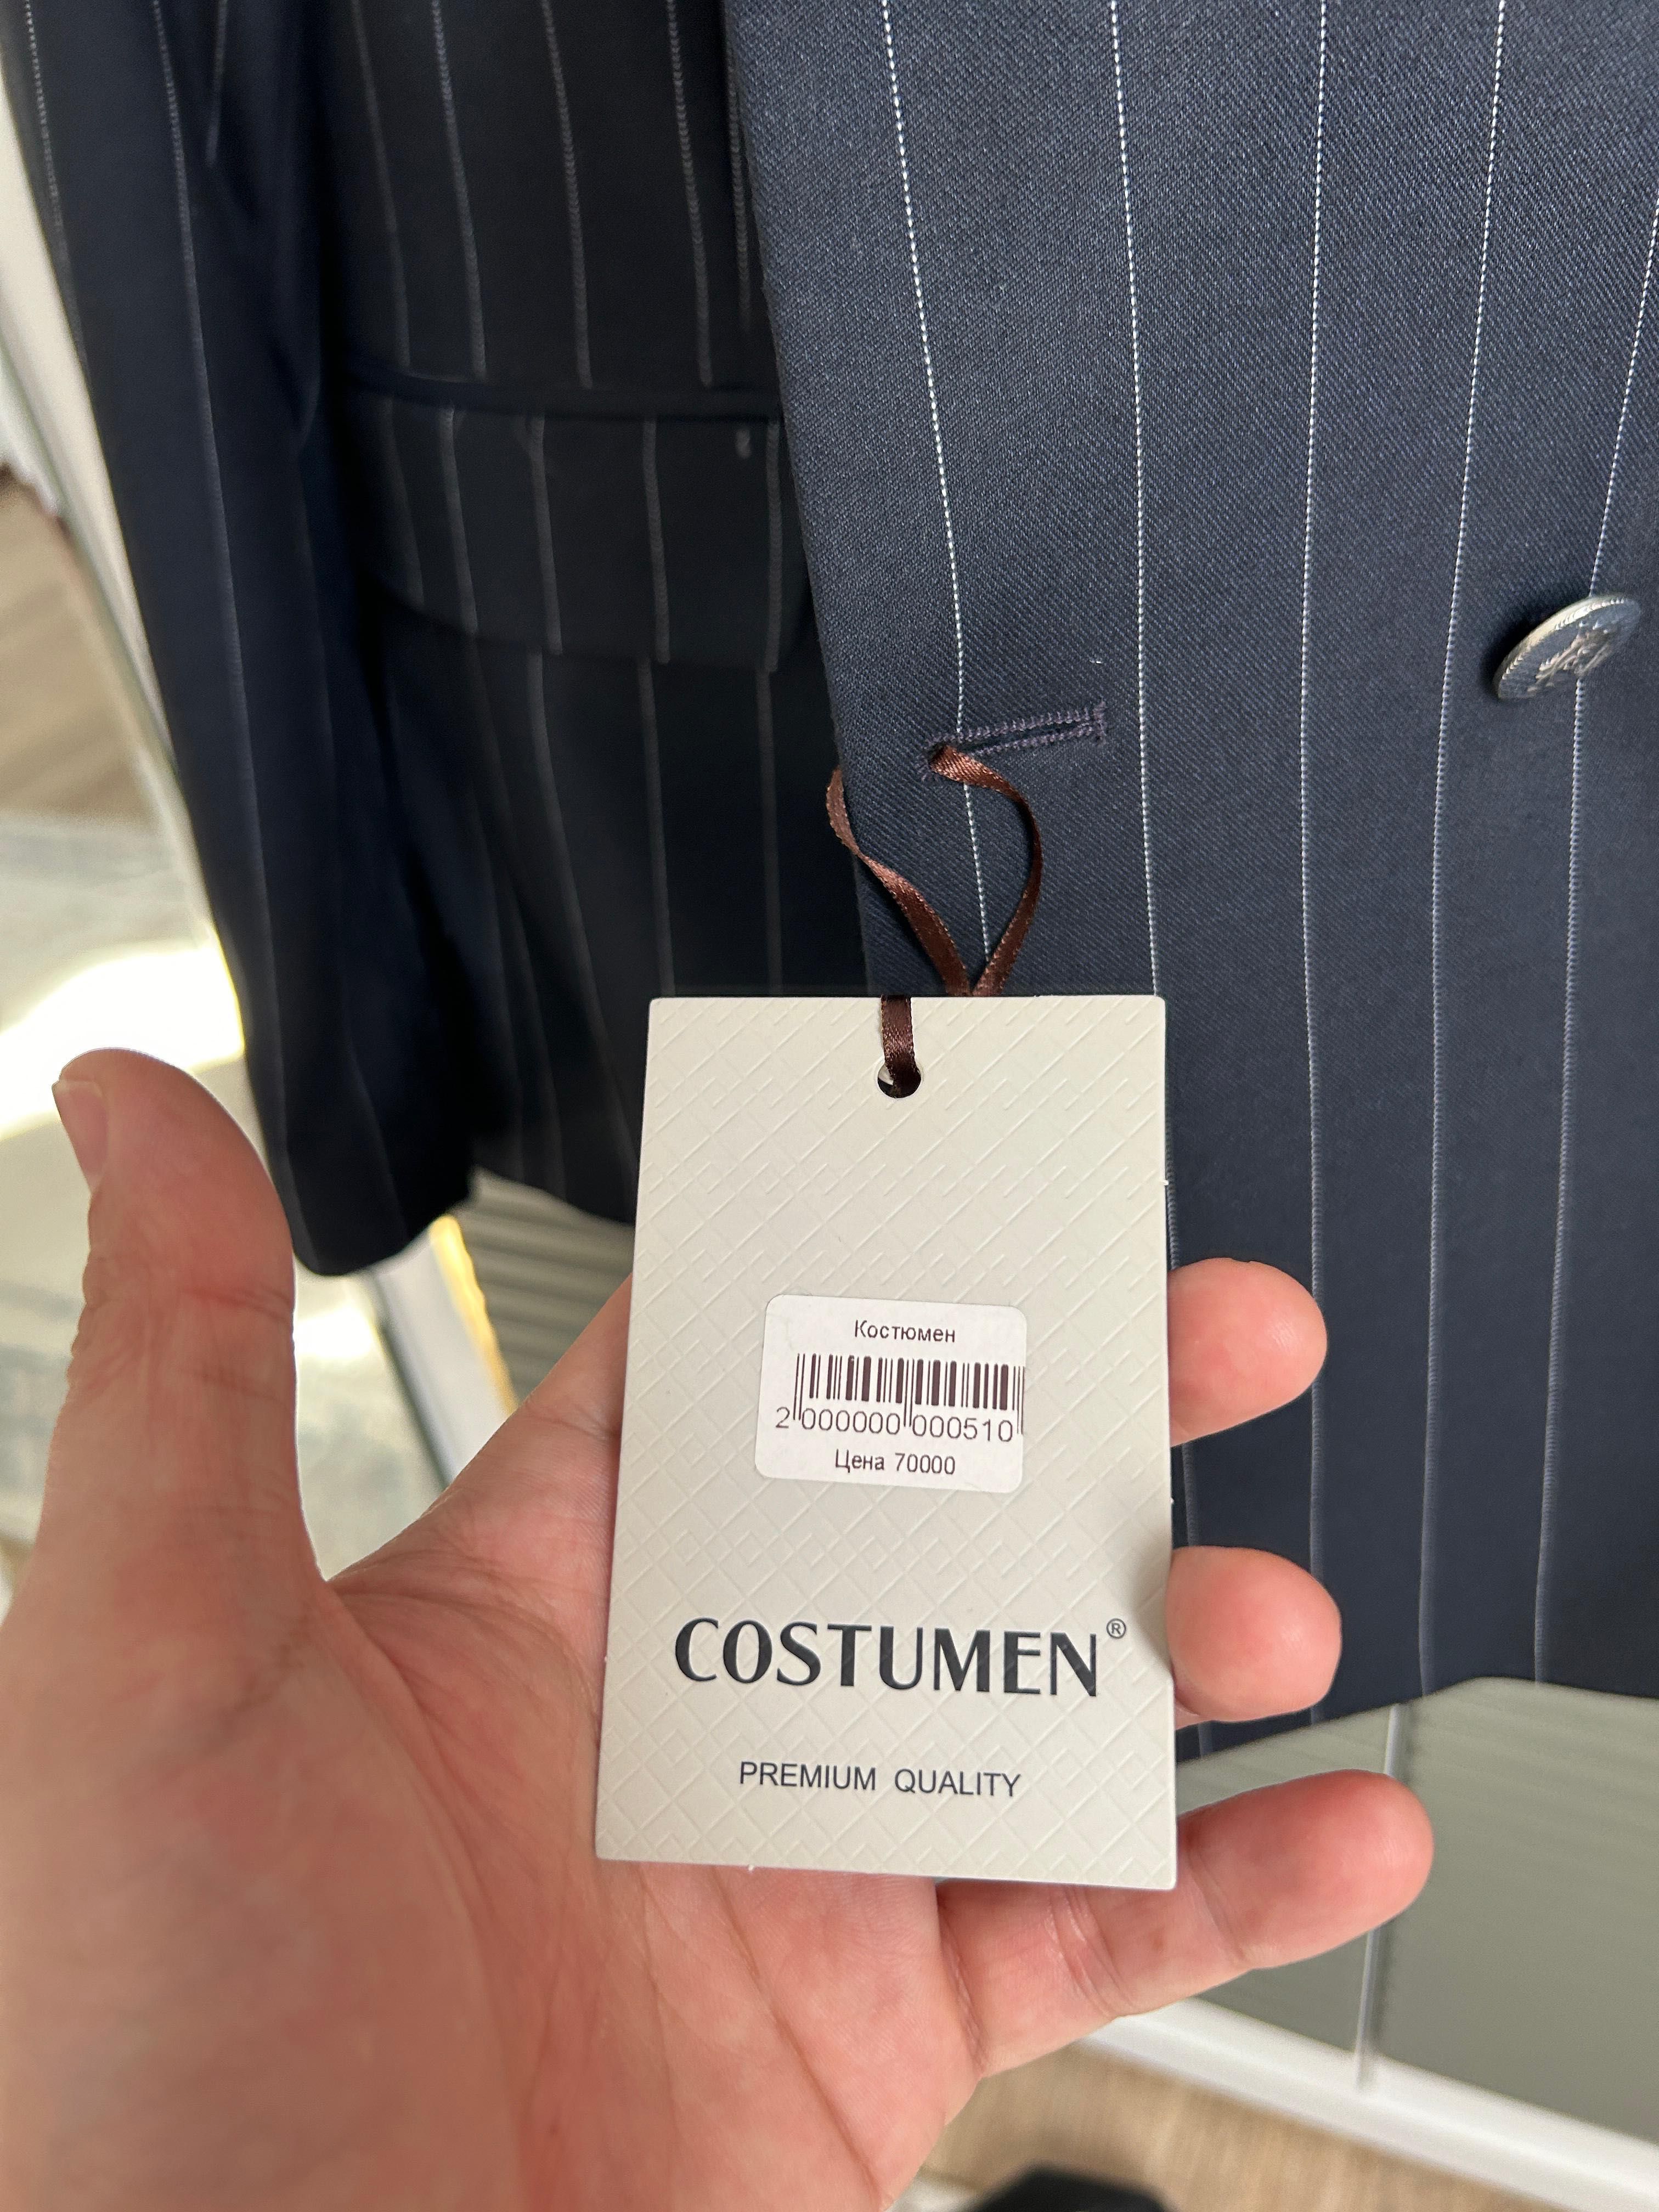 Костюмен
2 000000 000510
Цена 70000
COSTUMEN®
PREMIUM QUALITY